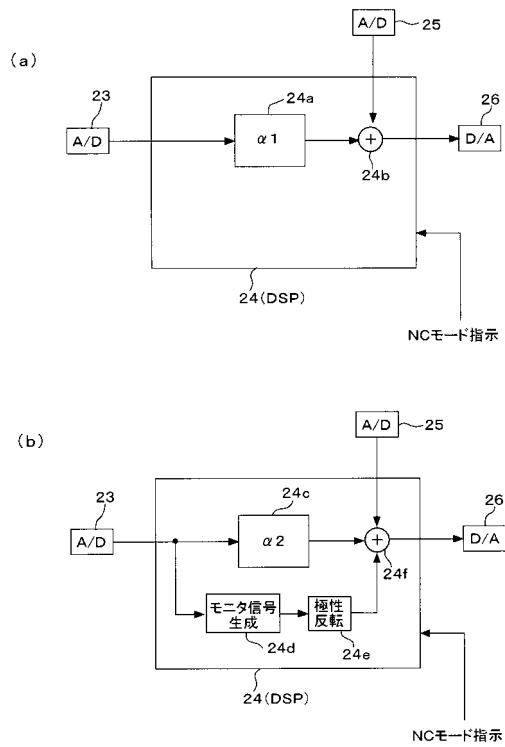 (a)
A/D
25
23
24a
26
A/D
α1
+
D/A
24b
24(DSP)
NCモード指示
(b)
A/D
25
23
24c
26
A/D
α2
+
D/A
24f
モニタ信号
生成
極性
反転
24d
24e
24(DSP)
NCモード指示